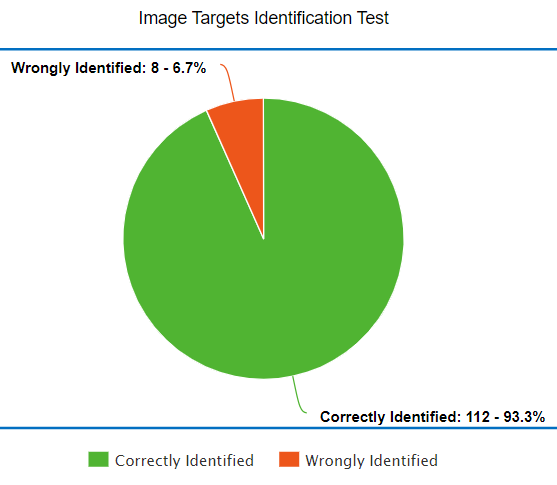 Image Targets Identification Test
Wrongly Identified: 8 - 6.7%
Correctly Identified: 112 - 93.3%
Correctly Identified
Wrongly Identified